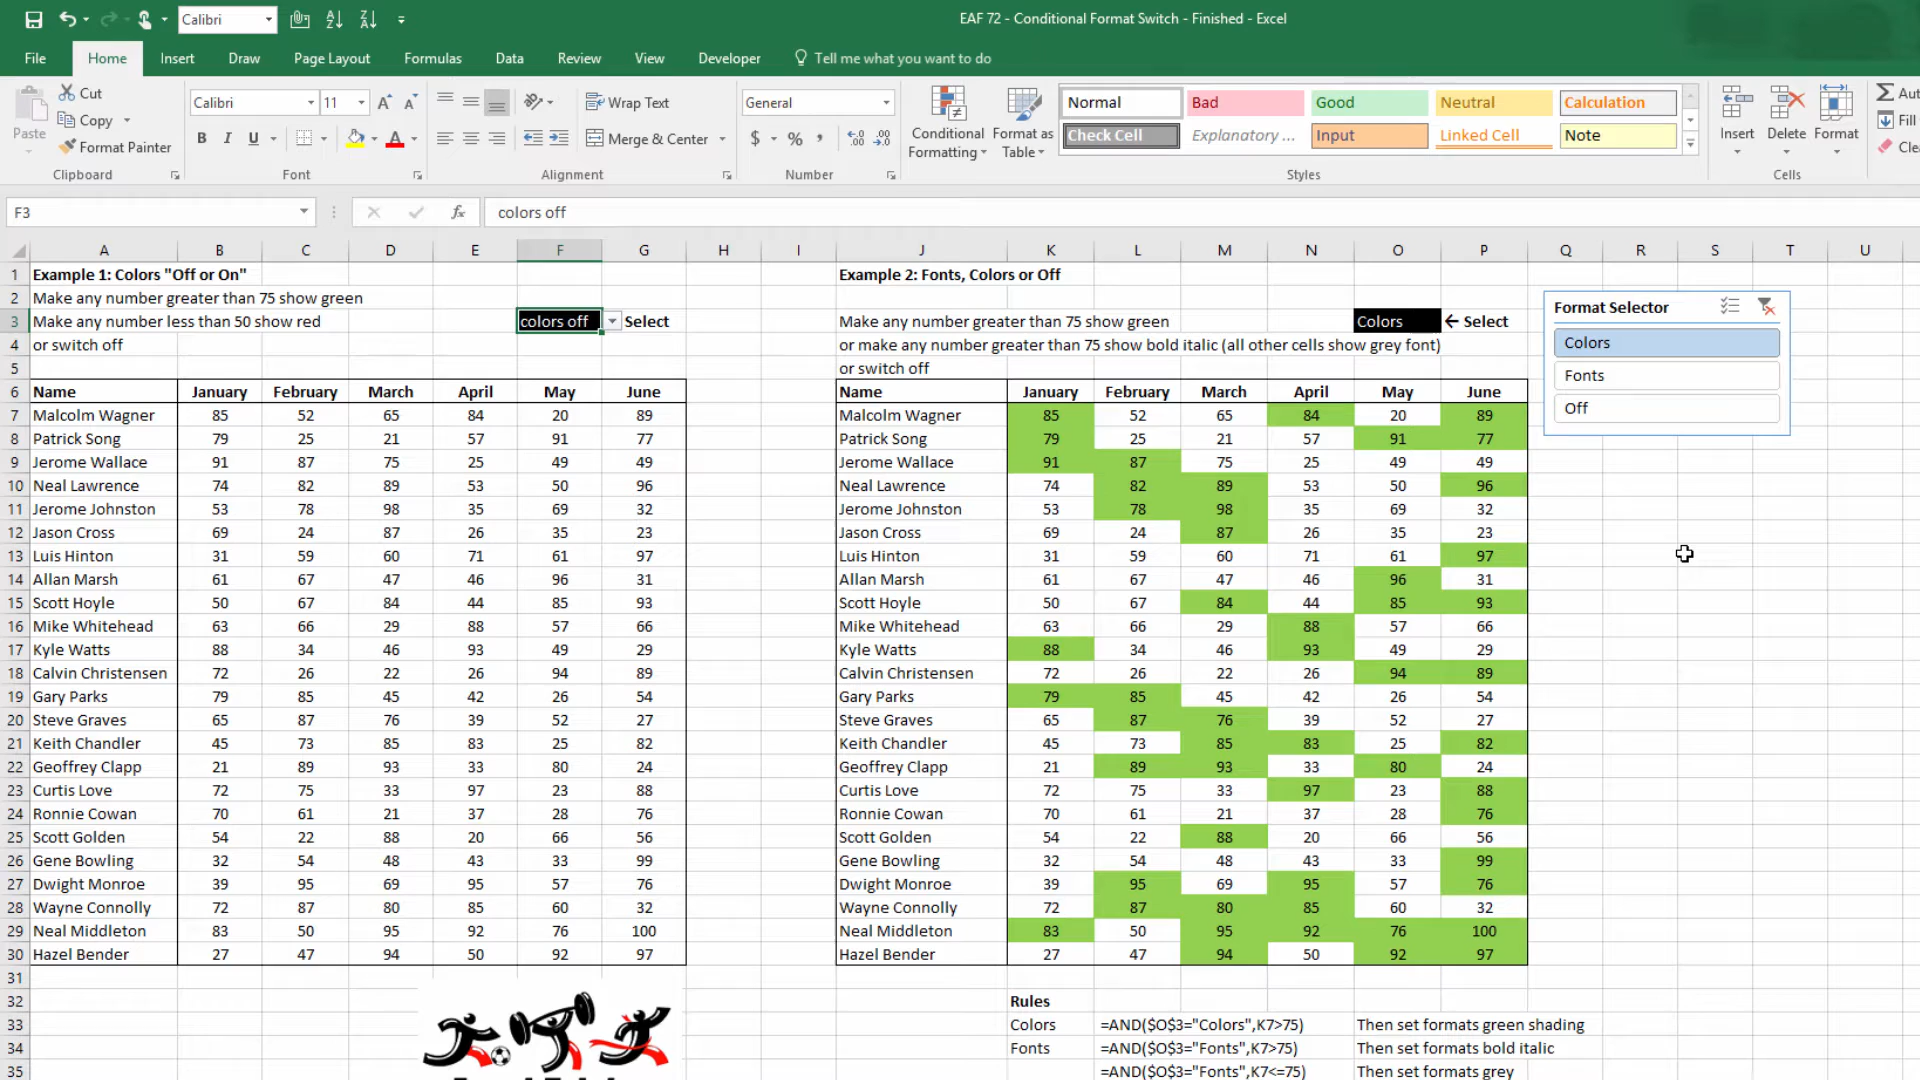 Calibri
EAF 72 - Conditional Format Switch - Finished - Excel
File Home Insert Draw Page Layout Formulas Data Review View Developer Tell me what you want to do
Paste Cut Copy Format Painter
Calibri 11
B I U
Wrap Text
Merge & Center
General
$ % ,
Conditional Formatting
Format as Table
Normal Bad Good Neutral Calculation
Check Cell Explanatory ... Input Linked Cell Note
Insert Delete Format
Fill
Clipboard Font Alignment Number Styles Cells
F3 fx colors off
A B C D E F G H I J K L M N O P Q R S T U
1 Example 1: Colors "Off or On" Example 2: Fonts, Colors or Off
2 Make any number greater than 75 show green
3 Make any number less than 50 show red colors off Select Make any number greater than 75 show green Colors ← Select
4 or switch off or make any number greater than 75 show bold italic (all other cells show grey font)
5 or switch off
6 Name January February March April May June Name January February March April May June
7 Malcolm Wagner 85 52 65 84 20 89 Malcolm Wagner 85 52 65 84 20 89
8 Patrick Song 79 25 21 57 91 77 Patrick Song 79 25 21 57 91 77
9 Jerome Wallace 91 87 75 25 49 49 Jerome Wallace 91 87 75 25 49 49
10 Neal Lawrence 74 82 89 53 50 96 Neal Lawrence 74 82 89 53 50 96
11 Jerome Johnston 53 78 98 35 69 32 Jerome Johnston 53 78 98 35 69 32
12 Jason Cross 69 24 87 26 35 23 Jason Cross 69 24 87 26 35 23
13 Luis Hinton 31 59 60 71 61 97 Luis Hinton 31 59 60 71 61 97
14 Allan Marsh 61 67 47 46 96 31 Allan Marsh 61 67 47 46 96 31
15 Scott Hoyle 50 67 84 44 85 93 Scott Hoyle 50 67 84 44 85 93
16 Mike Whitehead 63 66 29 88 57 66 Mike Whitehead 63 66 29 88 57 66
17 Kyle Watts 88 34 46 93 49 29 Kyle Watts 88 34 46 93 49 29
18 Calvin Christensen 72 26 22 26 94 89 Calvin Christensen 72 26 22 26 94 89
19 Gary Parks 79 85 45 42 26 54 Gary Parks 79 85 45 42 26 54
20 Steve Graves 65 87 76 39 52 27 Steve Graves 65 87 76 39 52 27
21 Keith Chandler 45 73 85 83 25 82 Keith Chandler 45 73 85 83 25 82
22 Geoffrey Clapp 21 89 93 33 80 24 Geoffrey Clapp 21 89 93 33 80 24
23 Curtis Love 72 75 33 97 23 88 Curtis Love 72 75 33 97 23 88
24 Ronnie Cowan 70 61 21 37 28 76 Ronnie Cowan 70 61 21 37 28 76
25 Scott Golden 54 22 88 20 66 56 Scott Golden 54 22 88 20 66 56
26 Gene Bowling 32 54 48 43 33 99 Gene Bowling 32 54 48 43 33 99
27 Dwight Monroe 39 95 69 95 57 76 Dwight Monroe 39 95 69 95 57 76
28 Wayne Connolly 72 87 80 85 60 32 Wayne Connolly 72 87 80 85 60 32
29 Neal Middleton 83 50 95 92 76 100 Neal Middleton 83 50 95 92 76 100
30 Hazel Bender 27 47 94 50 92 97 Hazel Bender 27 47 94 50 92 97
31
32 Rules
33 Colors =AND($O$3="Colors",K7>75) Then set formats green shading
34 Fonts =AND($O$3="Fonts",K7>75) Then set formats bold italic
35 =AND($O$3="Fonts",K7<=75) Then set formats grey
Format Selector
Colors
Fonts
Off